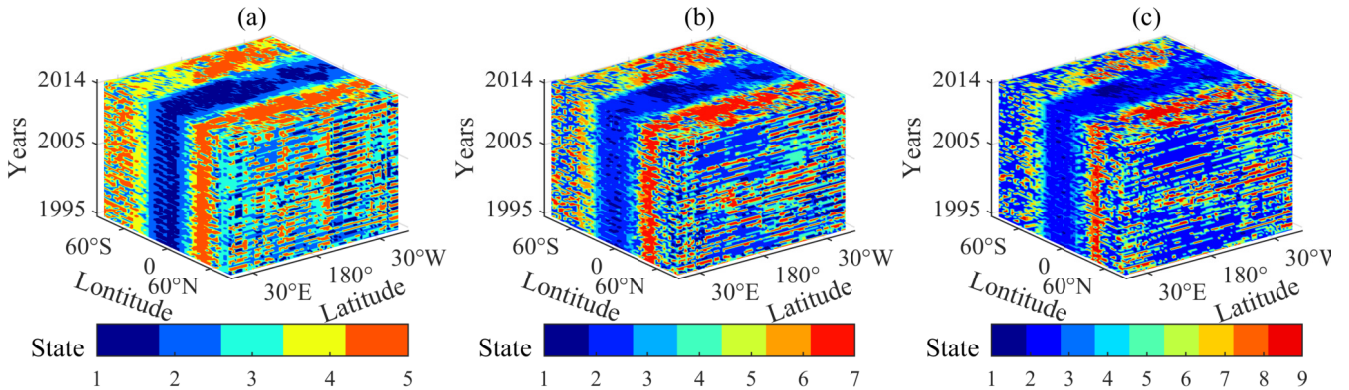 (a) (b) (c)
2014 2014 2014
Years Years Years
2005 2005 2005
1995 1995 1995
60°S 60°S 60°S
0 0 0
60°N 60°N 60°N
30°E 180° 30°W 30°E 180° 30°W 30°E 180° 30°W
Lontitude Latitude Lontitude Latitude Lontitude Latitude
State State State
1 2 3 4 5 1 2 3 4 5 6 7 1 2 3 4 5 6 7 8 9